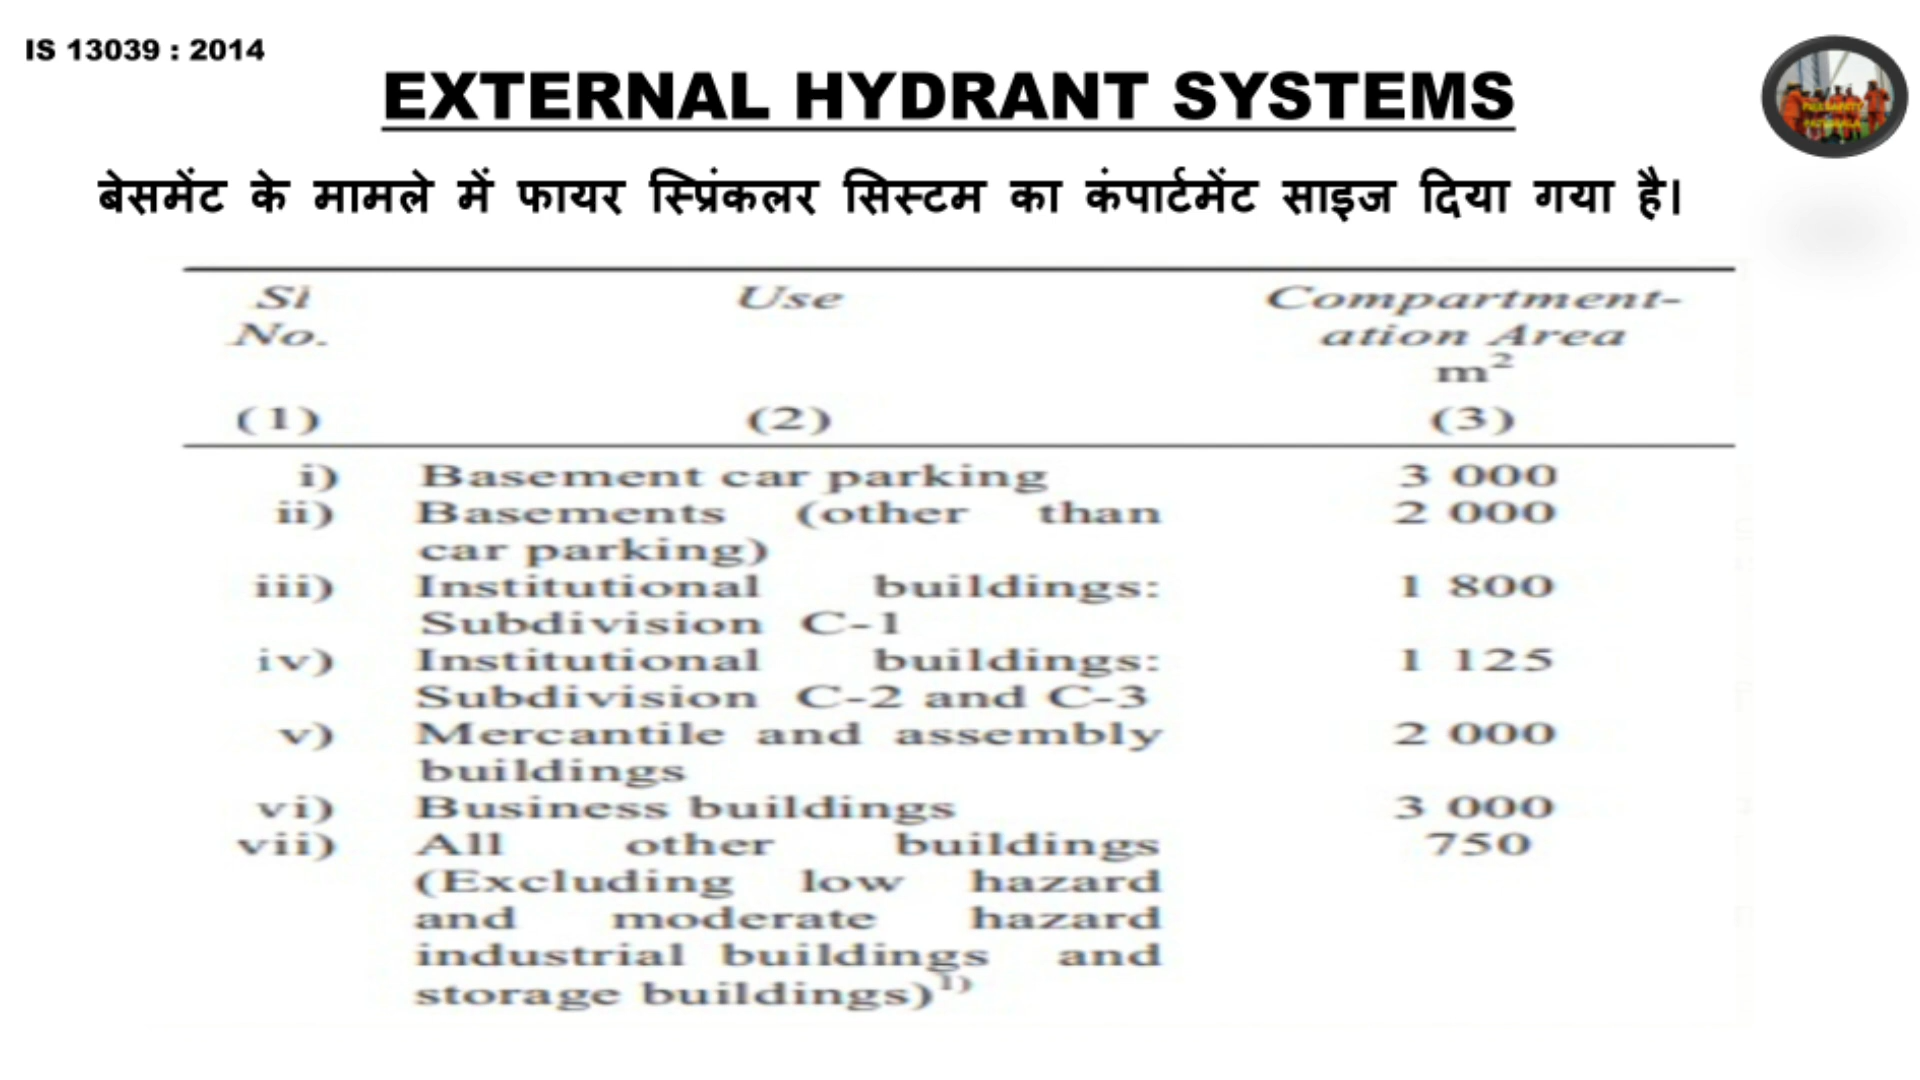 IS 13039 : 2014
EXTERNAL HYDRANT SYSTEMS
बेसमेंट के मामले में फायर स्प्रिंकलर सिस्टम का कंपार्टमेंट साइज दिया गया है।
Sl Use Compartment-
No. ation Area
m²
(1) (2) (3)
i) Basement car parking 3 000
ii) Basements (other than 2 000
car parking)
iii) Institutional buildings: 1 800
Subdivision C-1
iv) Institutional buildings: 1 125
Subdivision C-2 and C-3
v) Mercantile and assembly 2 000
buildings
vi) Business buildings 3 000
vii) All other buildings 750
(Excluding low hazard
and moderate hazard
industrial buildings and
storage buildings)¹⁾